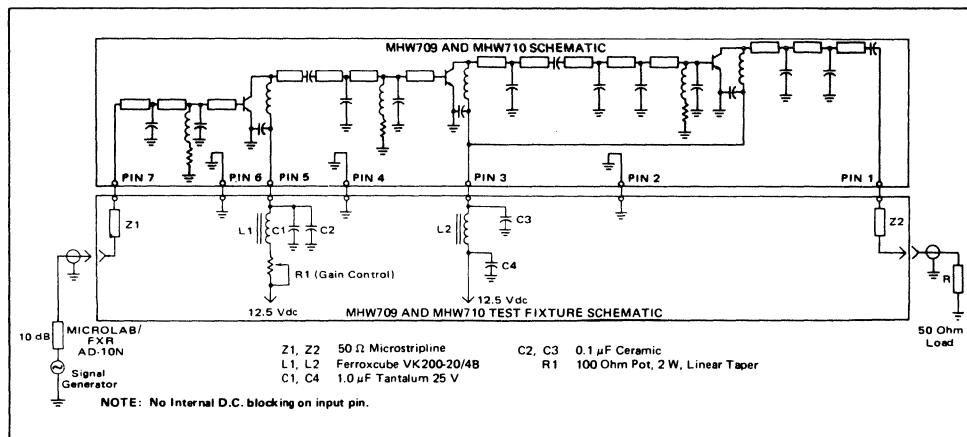 MHW709 AND MHW710 SCHEMATIC
PIN 7
PIN 6
PIN 5
PIN 4
PIN 3
PIN 2
PIN 1
Z1
L1
C1
C2
L2
C3
Z2
R1 (Gain Control)
C4
R
12.5 Vdc
12.5 Vdc
MHW709 AND MHW710 TEST FIXTURE SCHEMATIC
10 dB
MICROLAB/
FXR
AD-10N
50 Ohm
Load
Signal
Generator
Z1, Z2 50 Ω Microstripline
L1, L2 Ferroxcube VK200-20/4B
C1, C4 1.0 µF Tantalum 25 V
C2, C3 0.1 µF Ceramic
R1 100 Ohm Pot, 2 W, Linear Taper
NOTE: No Internal D.C. blocking on input pin.